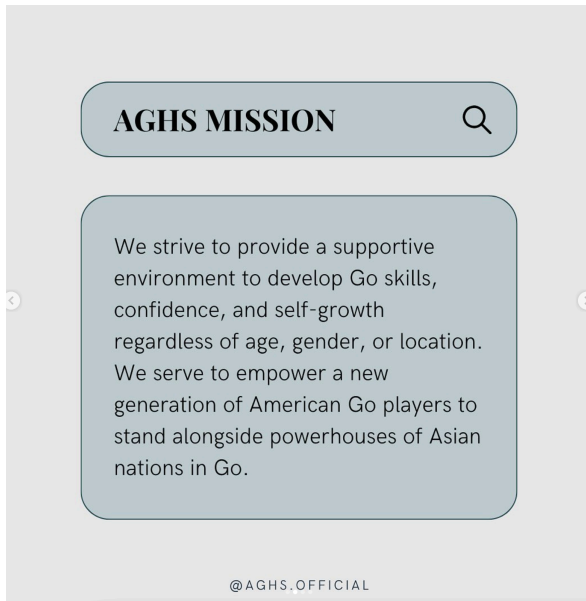 AGHS MISSION
We strive to provide a supportive
environment to develop Go skills,
confidence, and self-growth
regardless of age, gender, or location.
We serve to empower a new
generation of American Go players to
stand alongside powerhouses of Asian
nations in Go.
@AGHS.OFFICIAL